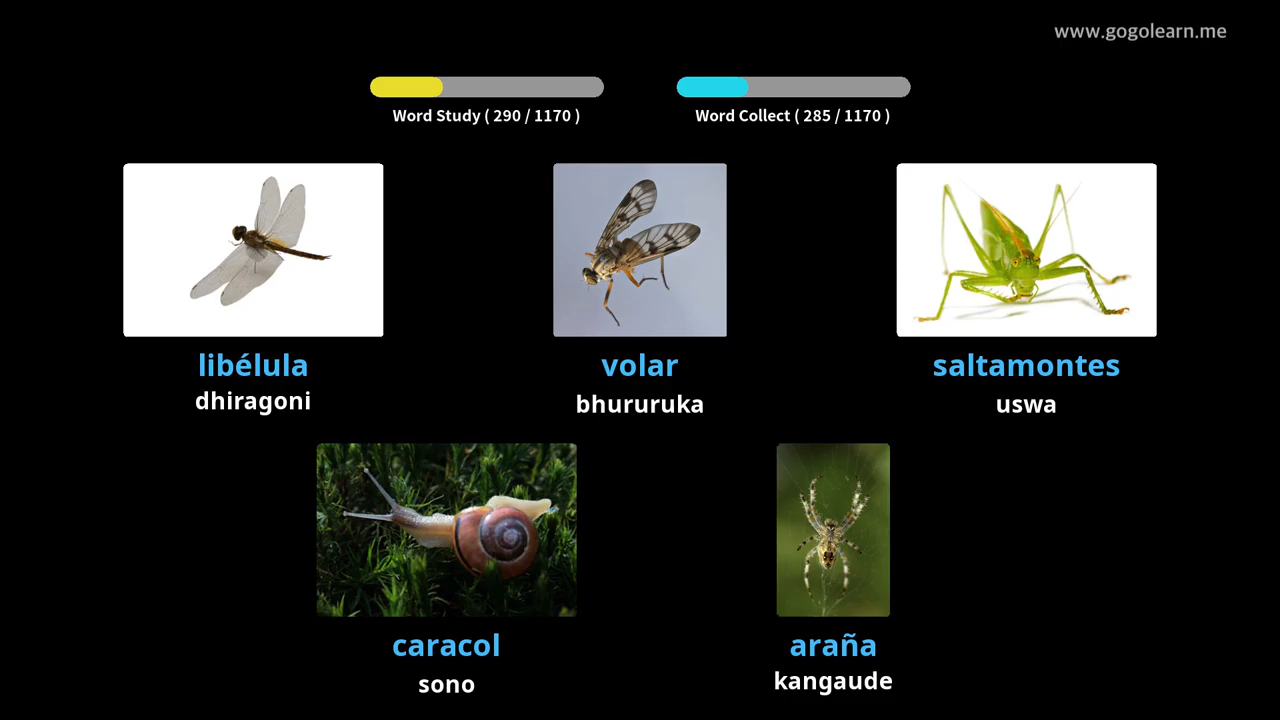 www.gogolearn.me
Word Study ( 290 / 1170 )
Word Collect ( 285 / 1170 )
libélula
dhiragoni
volar
bhururuka
saltamontes
uswa
caracol
sono
araña
kangaude